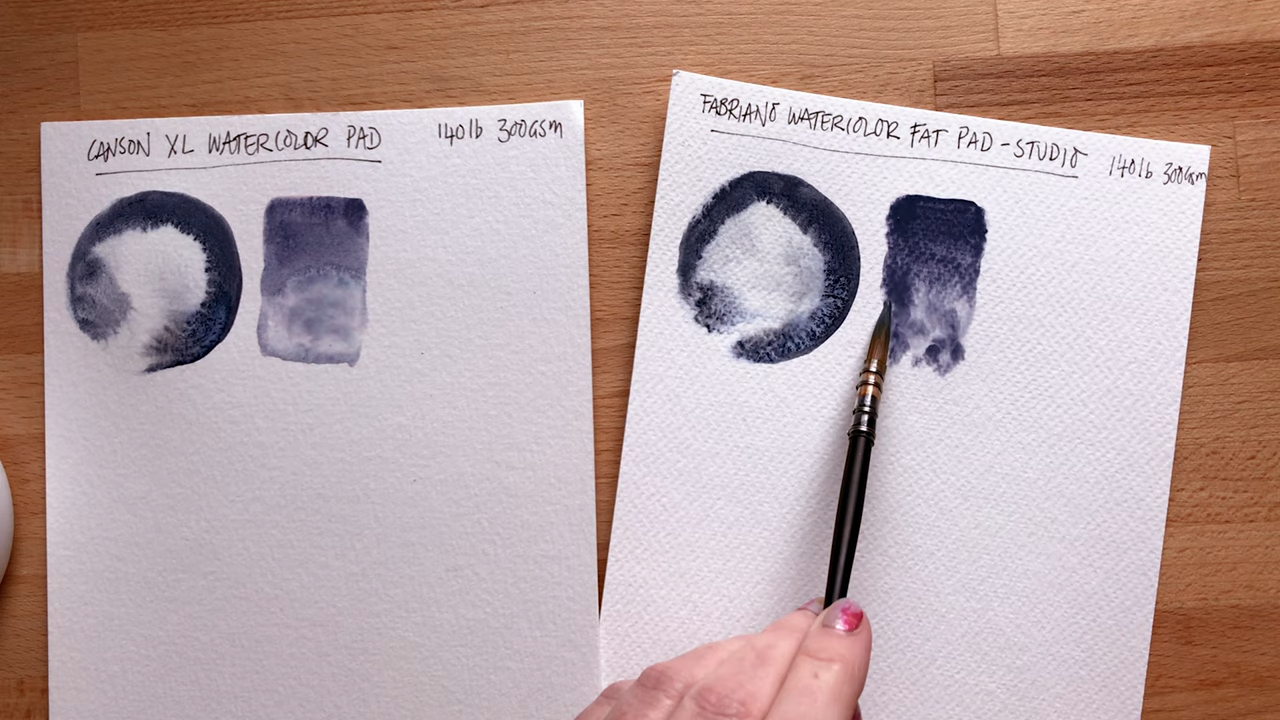 CANSON XL WATERCOLOR PAD 140lb 300GSM
FABRIANO WATERCOLOR FAT PAD - STUDIO 140lb 300GSM